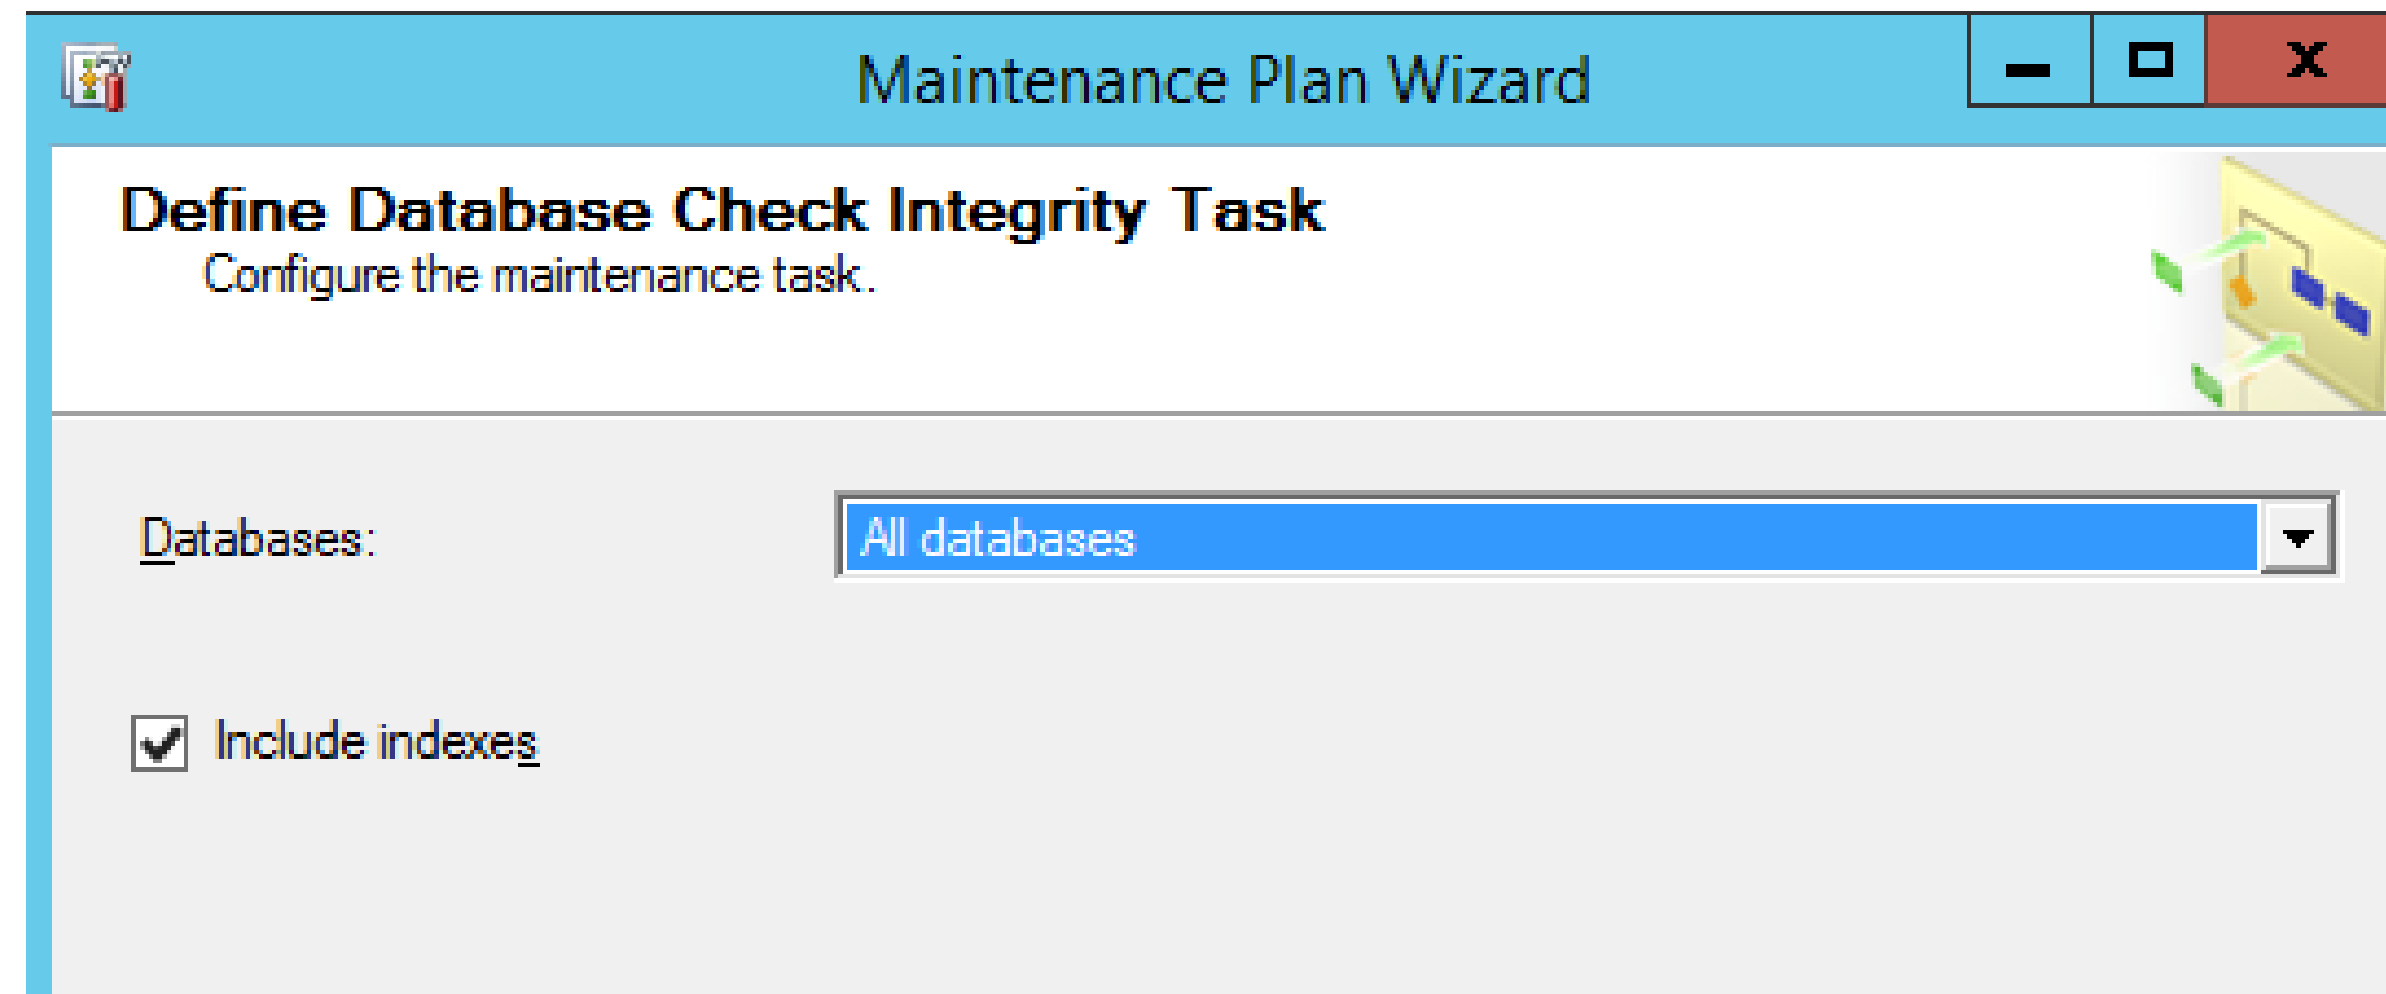 Maintenance Plan Wizard
Define Database Check Integrity Task
Configure the maintenance task.
Databases: All databases
Include indexes